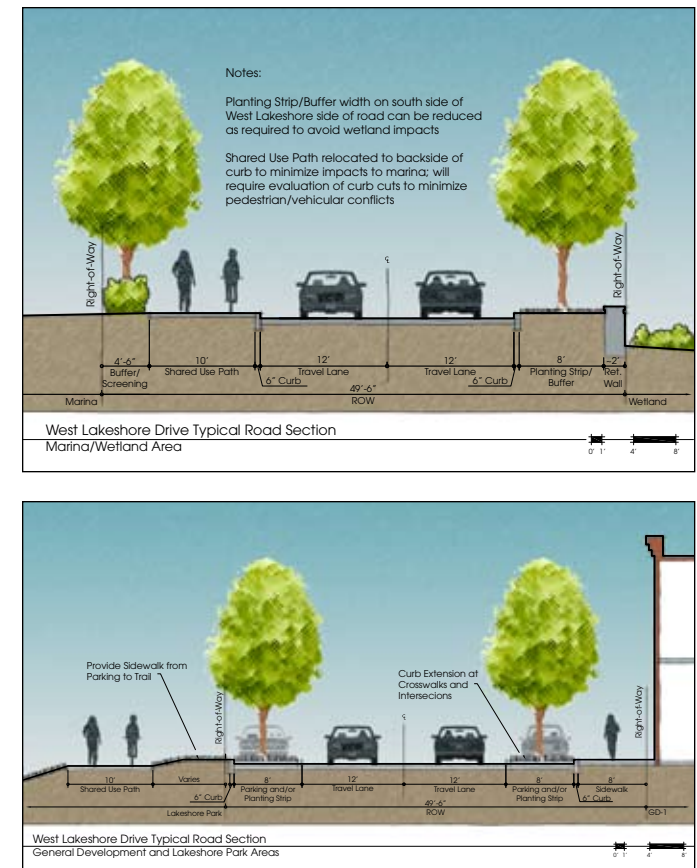 Notes:
Planting Strip/Buffer width on south side of
West Lakeshore side of road can be reduced
as required to avoid wetland impacts
Shared Use Path relocated to backside of
curb to minimize impacts to marina; will
require evaluation of curb cuts to minimize
pedestrian/vehicular conflicts
Right-of-Way
Right-of-Way
℄
4'-6" 10' 12' 12' 8' ~2'
Buffer/ Shared Use Path Travel Lane Travel Lane Planting Strip/ Ret.
Screening 6" Curb 6" Curb Buffer Wall
49'-6"
Marina ROW Wetland
West Lakeshore Drive Typical Road Section
Marina/Wetland Area
0' 1' 4' 8'
Provide Sidewalk from
Parking to Trail
Right-of-Way
Curb Extension at
Crosswalks and
Intersecions
Right-of-Way
℄
10' Varies 8' 12' 12' 8' 8'
Shared Use Path Parking and/or Travel Lane Travel Lane Parking and/or Sidewalk
6" Curb Planting Strip Planting Strip 6" Curb
49'-6"
Lakeshore Park ROW GD-1
West Lakeshore Drive Typical Road Section
General Development and Lakeshore Park Areas
0' 1' 4' 8'